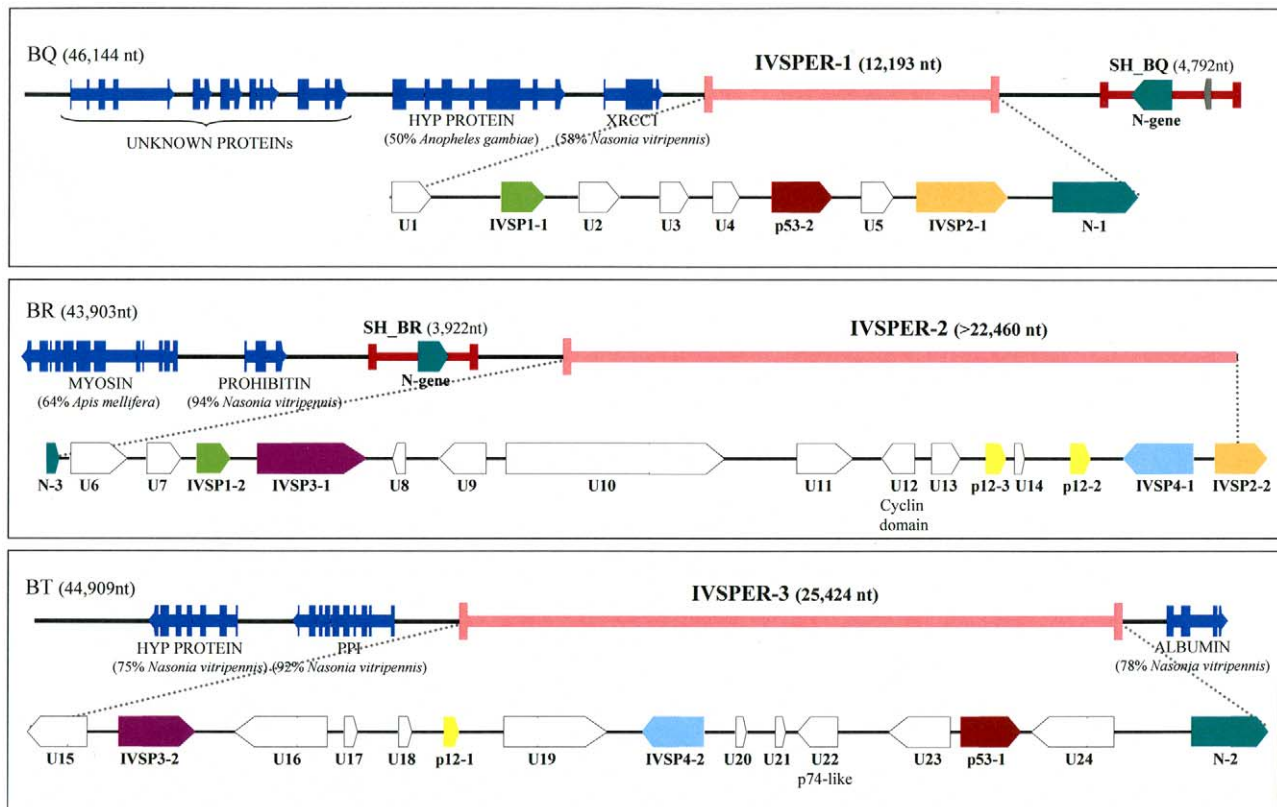 BQ (46,144 nt)
IVSPER-1 (12,193 nt)
SH_BQ (4,792nt)
N-gene
UNKNOWN PROTEINs
HYP PROTEIN
(50% Anopheles gambiae)
XRCC1
(58% Nasonia vitripennis)
U1 IVSP1-1 U2 U3 U4 p53-2 U5 IVSP2-1 N-1
BR (43,903nt)
SH_BR (3,922nt)
IVSPER-2 (>22,460 nt)
N-gene
MYOSIN
(64% Apis mellifera)
PROHIBITIN
(94% Nasonia vitripennis)
N-3 U6 U7 IVSP1-2 IVSP3-1 U8 U9 U10 U11 U12 U13 p12-3 U14 p12-2 IVSP4-1 IVSP2-2
Cyclin
domain
BT (44,909nt)
IVSPER-3 (25,424 nt)
HYP PROTEIN
(75% Nasonia vitripennis)
PPI
(92% Nasonia vitripennis)
ALBUMIN
(78% Nasonia vitripennis)
U15 IVSP3-2 U16 U17 U18 p12-1 U19 IVSP4-2 U20 U21 U22 U23 p53-1 U24 N-2
p74-like